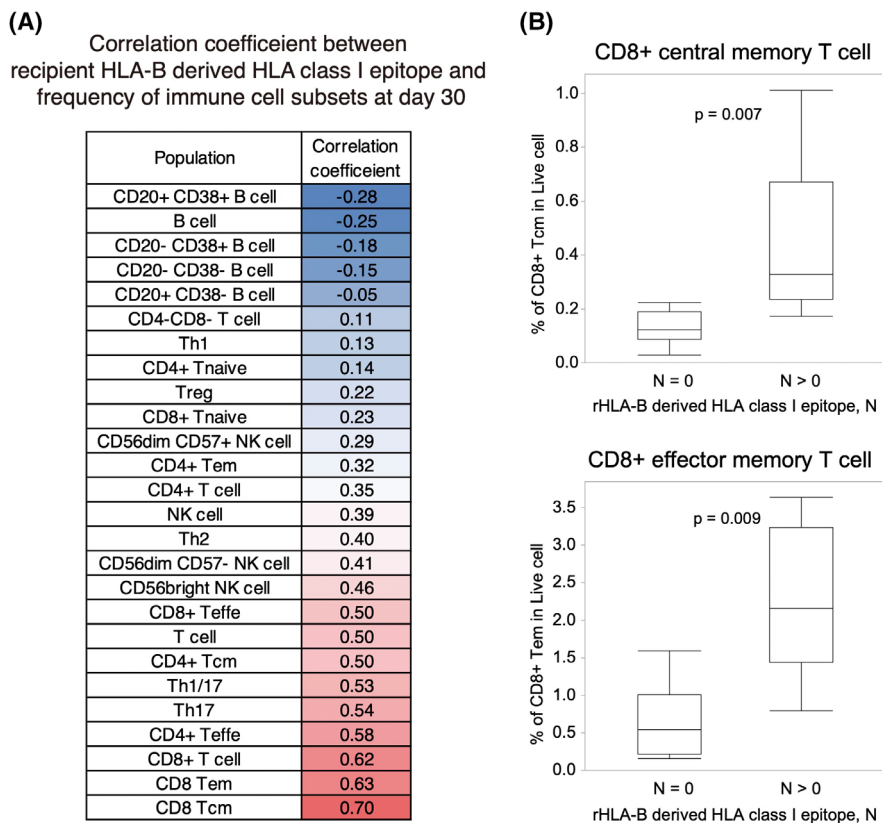 (A)
Correlation coefficeient between
recipient HLA-B derived HLA class I epitope and
frequency of immune cell subsets at day 30
Population Correlation coefficeient
CD20+ CD38+ B cell -0.28
B cell -0.25
CD20- CD38+ B cell -0.18
CD20- CD38- B cell -0.15
CD20+ CD38- B cell -0.05
CD4-CD8- T cell 0.11
Th1 0.13
CD4+ Tnaive 0.14
Treg 0.22
CD8+ Tnaive 0.23
CD56dim CD57+ NK cell 0.29
CD4+ Tem 0.32
CD4+ T cell 0.35
NK cell 0.39
Th2 0.40
CD56dim CD57- NK cell 0.41
CD56bright NK cell 0.46
CD8+ Teffe 0.50
T cell 0.50
CD4+ Tcm 0.50
Th1/17 0.53
Th17 0.54
CD4+ Teffe 0.58
CD8+ T cell 0.62
CD8 Tem 0.63
CD8 Tcm 0.70
(B)
CD8+ central memory T cell
% of CD8+ Tcm in Live cell
1.0
0.8
0.6
0.4
0.2
0.0
p = 0.007
N = 0 N > 0
rHLA-B derived HLA class I epitope, N
CD8+ effector memory T cell
% of CD8+ Tem in Live cell
3.5
3.0
2.5
2.0
1.5
1.0
0.5
0.0
p = 0.009
N = 0 N > 0
rHLA-B derived HLA class I epitope, N